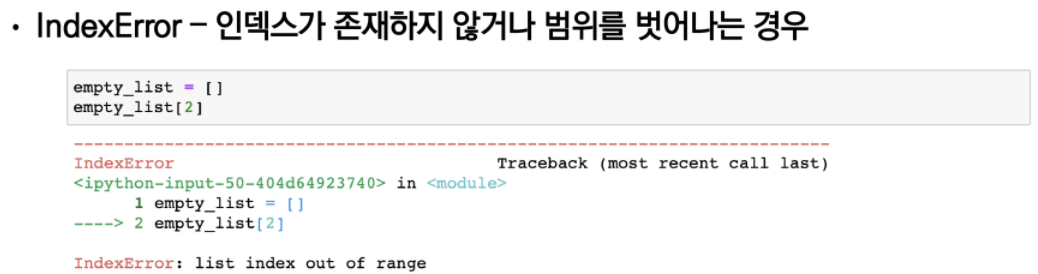 • IndexError – 인덱스가 존재하지 않거나 범위를 벗어나는 경우
empty_list = []
empty_list[2]
---------------------------------------------------------------------------
IndexError                                Traceback (most recent call last)
<ipython-input-50-404d64923740> in <module>
      1 empty_list = []
----> 2 empty_list[2]
IndexError: list index out of range